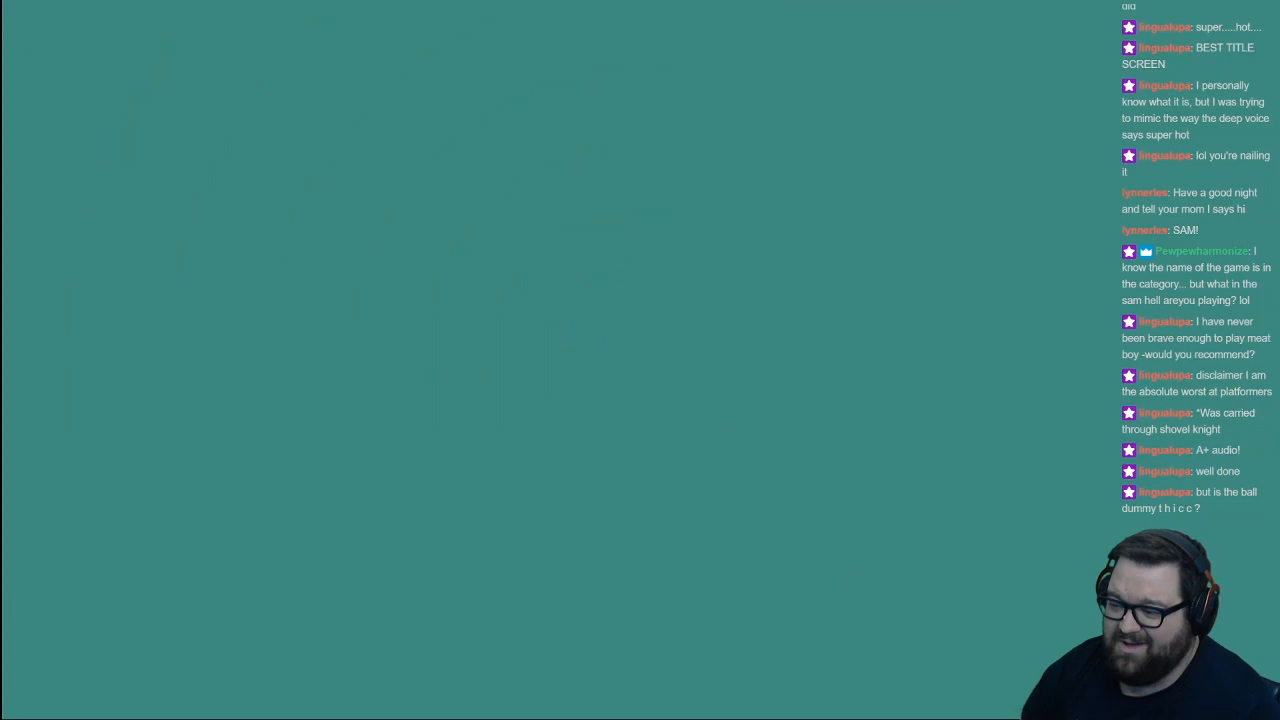 did
lingualupa: super.....hot....
lingualupa: BEST TITLE
SCREEN
lingualupa: I personally
know what it is, but I was trying
to mimic the way the deep voice
says super hot
lingualupa: lol you're nailing
it
lynnerles: Have a good night
and tell your mom I says hi
lynnerles: SAM!
Pewpewharmonize: I
know the name of the game is in
the category... but what in the
sam hell areyou playing? lol
lingualupa: I have never
been brave enough to play meat
boy -would you recommend?
lingualupa: disclaimer I am
the absolute worst at platformers
lingualupa: *Was carried
through shovel knight
lingualupa: A+ audio!
lingualupa: well done
lingualupa: but is the ball
dummy t h i c c ?